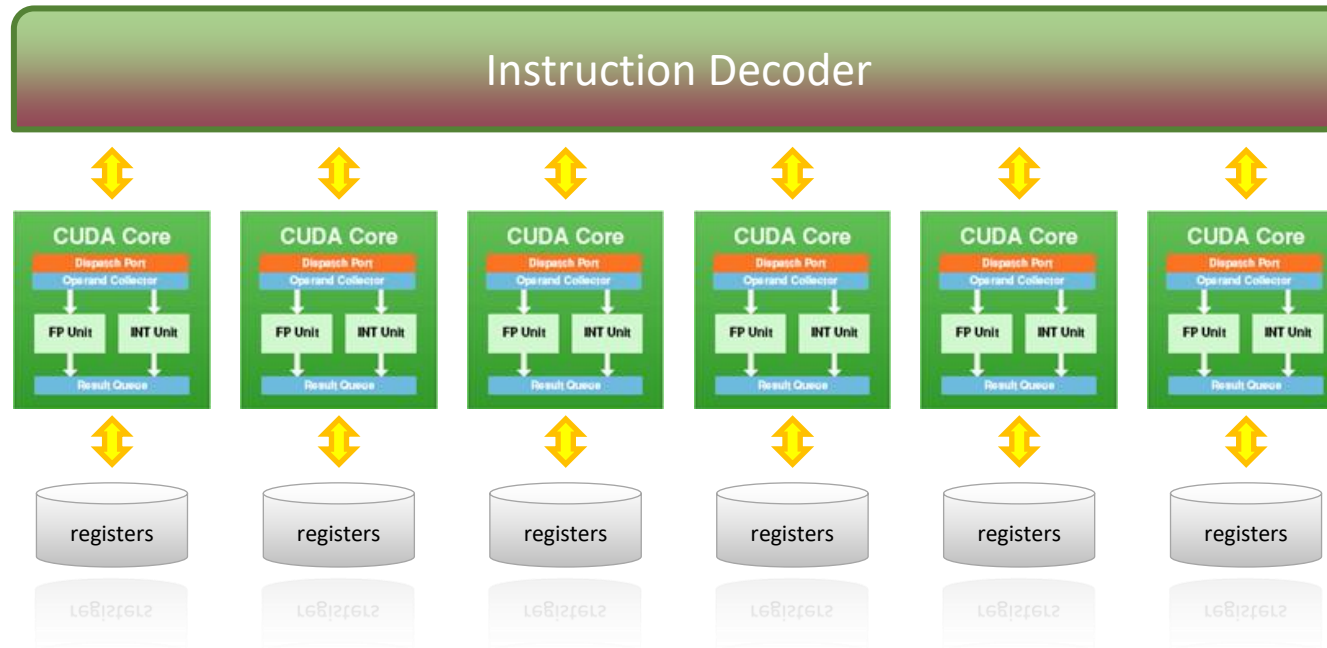 Instruction Decoder
CUDA Core CUDA Core CUDA Core CUDA Core CUDA Core CUDA Core
Dispatch Port Dispatch Port Dispatch Port Dispatch Port Dispatch Port Dispatch Port
Operand Collector Operand Collector Operand Collector Operand Collector Operand Collector Operand Collector
FP Unit INT Unit FP Unit INT Unit FP Unit INT Unit FP Unit INT Unit FP Unit INT Unit FP Unit INT Unit
Result Queue Result Queue Result Queue Result Queue Result Queue Result Queue
registers registers registers registers registers registers